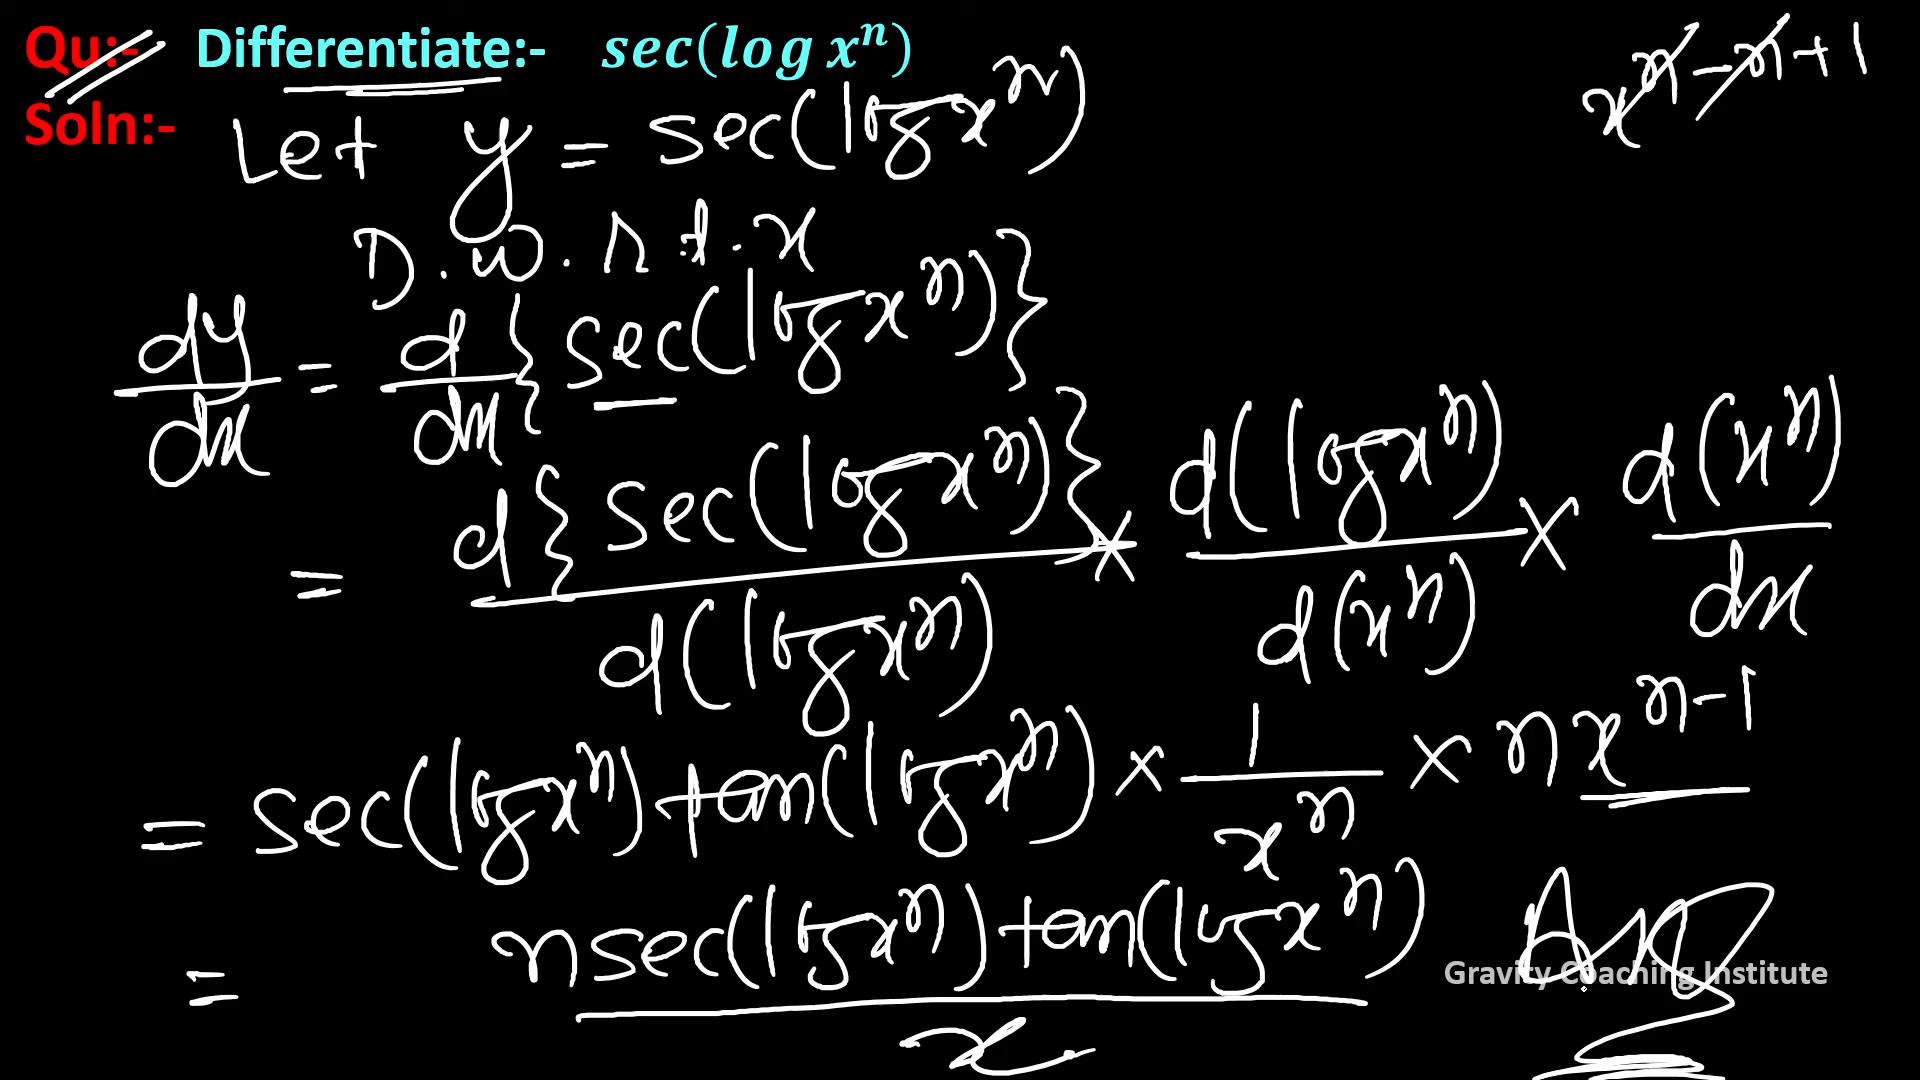 Qu:- Differentiate:- sec(log xⁿ)
xⁿ⁻ⁿ⁺¹
Soln:- Let y = sec(log xⁿ)
D.w.r.t.x
dy/dx = d/dx{sec(log xⁿ)}
= d{sec(log xⁿ)}/d(log xⁿ) × d(log xⁿ)/d(xⁿ) × d(xⁿ)/dx
= sec(log xⁿ) tan(log xⁿ) × 1/xⁿ × nxⁿ⁻¹
= n sec(log xⁿ) tan(log xⁿ)/x. Ans
Gravity Coaching Institute